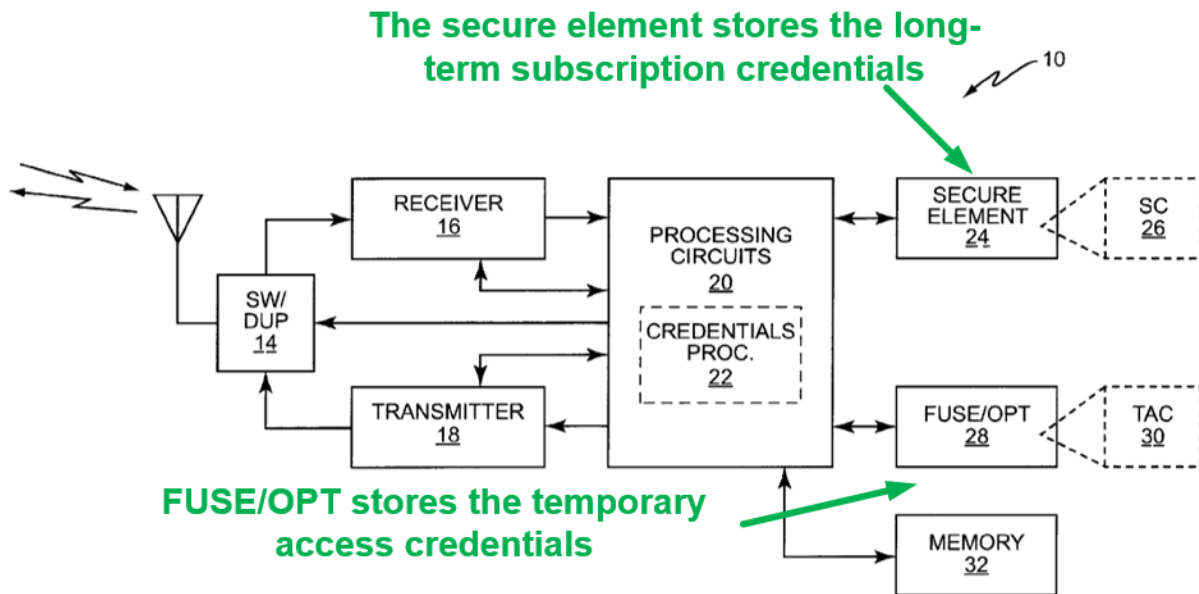 The secure element stores the long-
term subscription credentials
10
RECEIVER
16
PROCESSING
CIRCUITS
20
SECURE
ELEMENT
24
SC
26
SW/
DUP
14
CREDENTIALS
PROC.
22
TRANSMITTER
18
FUSE/OPT
28
TAC
30
FUSE/OPT stores the temporary
access credentials
MEMORY
32